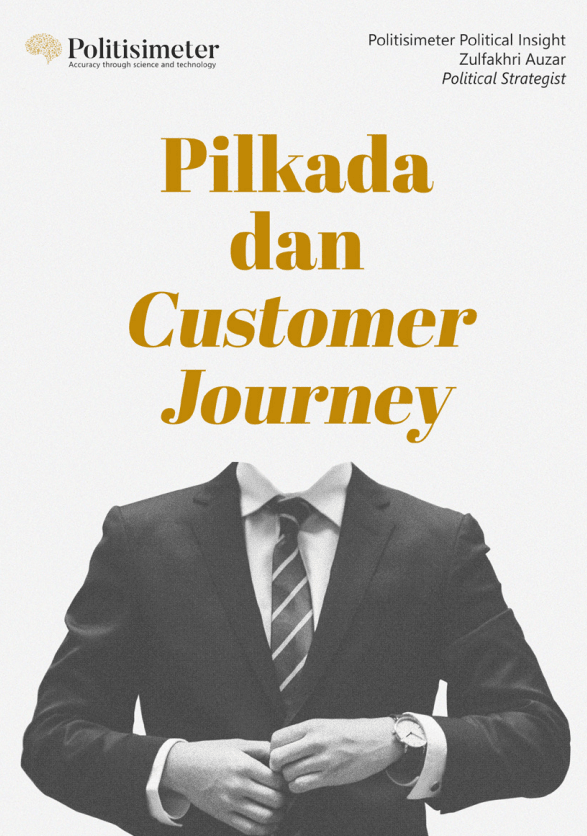 Politisimeter
Accuracy through science and technology
Politisimeter Political Insight
Zulfakhri Auzar
Political Strategist
Pilkada
dan
Customer
Journey